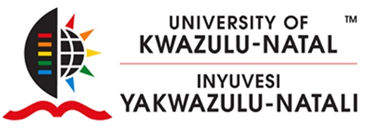 UNIVERSITY OF ™
KWAZULU-NATAL
INYUVESI
YAKWAZULU-NATALI